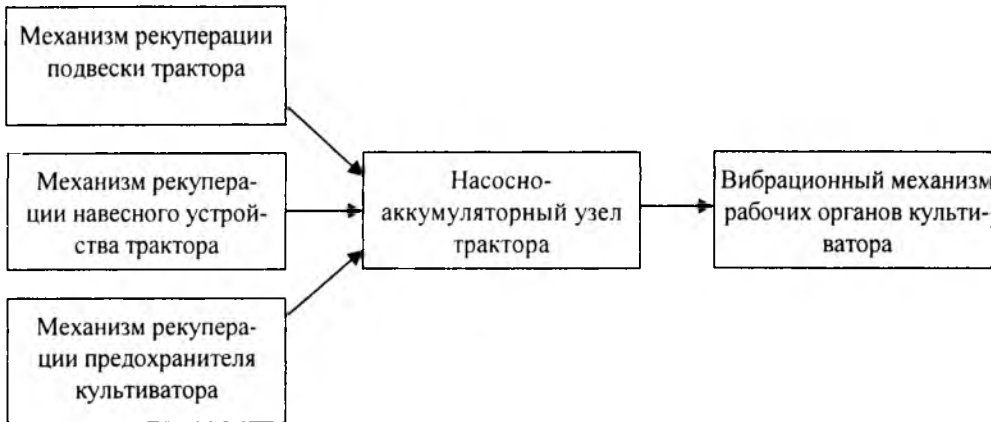 Механизм рекуперации
подвески трактора
Механизм рекупера-
ции навесного устрой-
ства трактора
Механизм рекупера-
ции предохранителя
культиватора
Насосно-
аккумуляторный узел
трактора
Вибрационный механизм
рабочих органов культи-
ватора